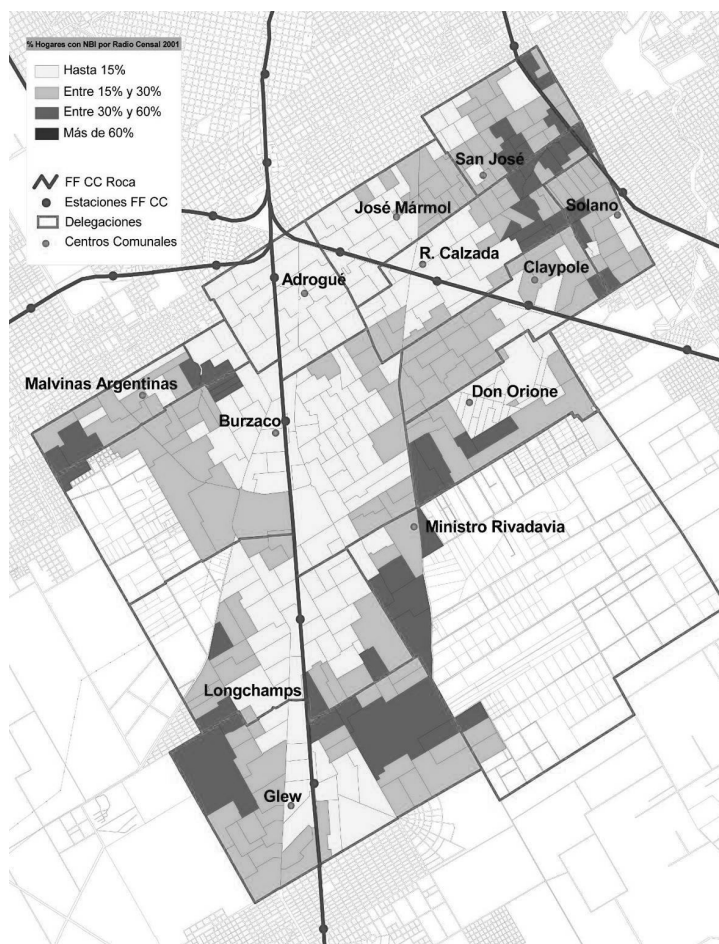 % Hogares con NBI por Radio Censal 2001
Hasta 15%
Entre 15% y 30%
Entre 30% y 60%
Más de 60%
FF CC Roca
Estaciones FF CC
Delegaciones
Centros Comunales
San José
José Mármol
Solano
R. Calzada
Claypole
Adrogué
Malvinas Argentinas
Don Orione
Burzaco
Ministro Rivadavia
Longchamps
Glew